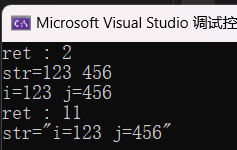 Microsoft Visual Studio 调试控
ret : 2
str=123 456
i=123 j=456
ret : 11
str="i=123 j=456"